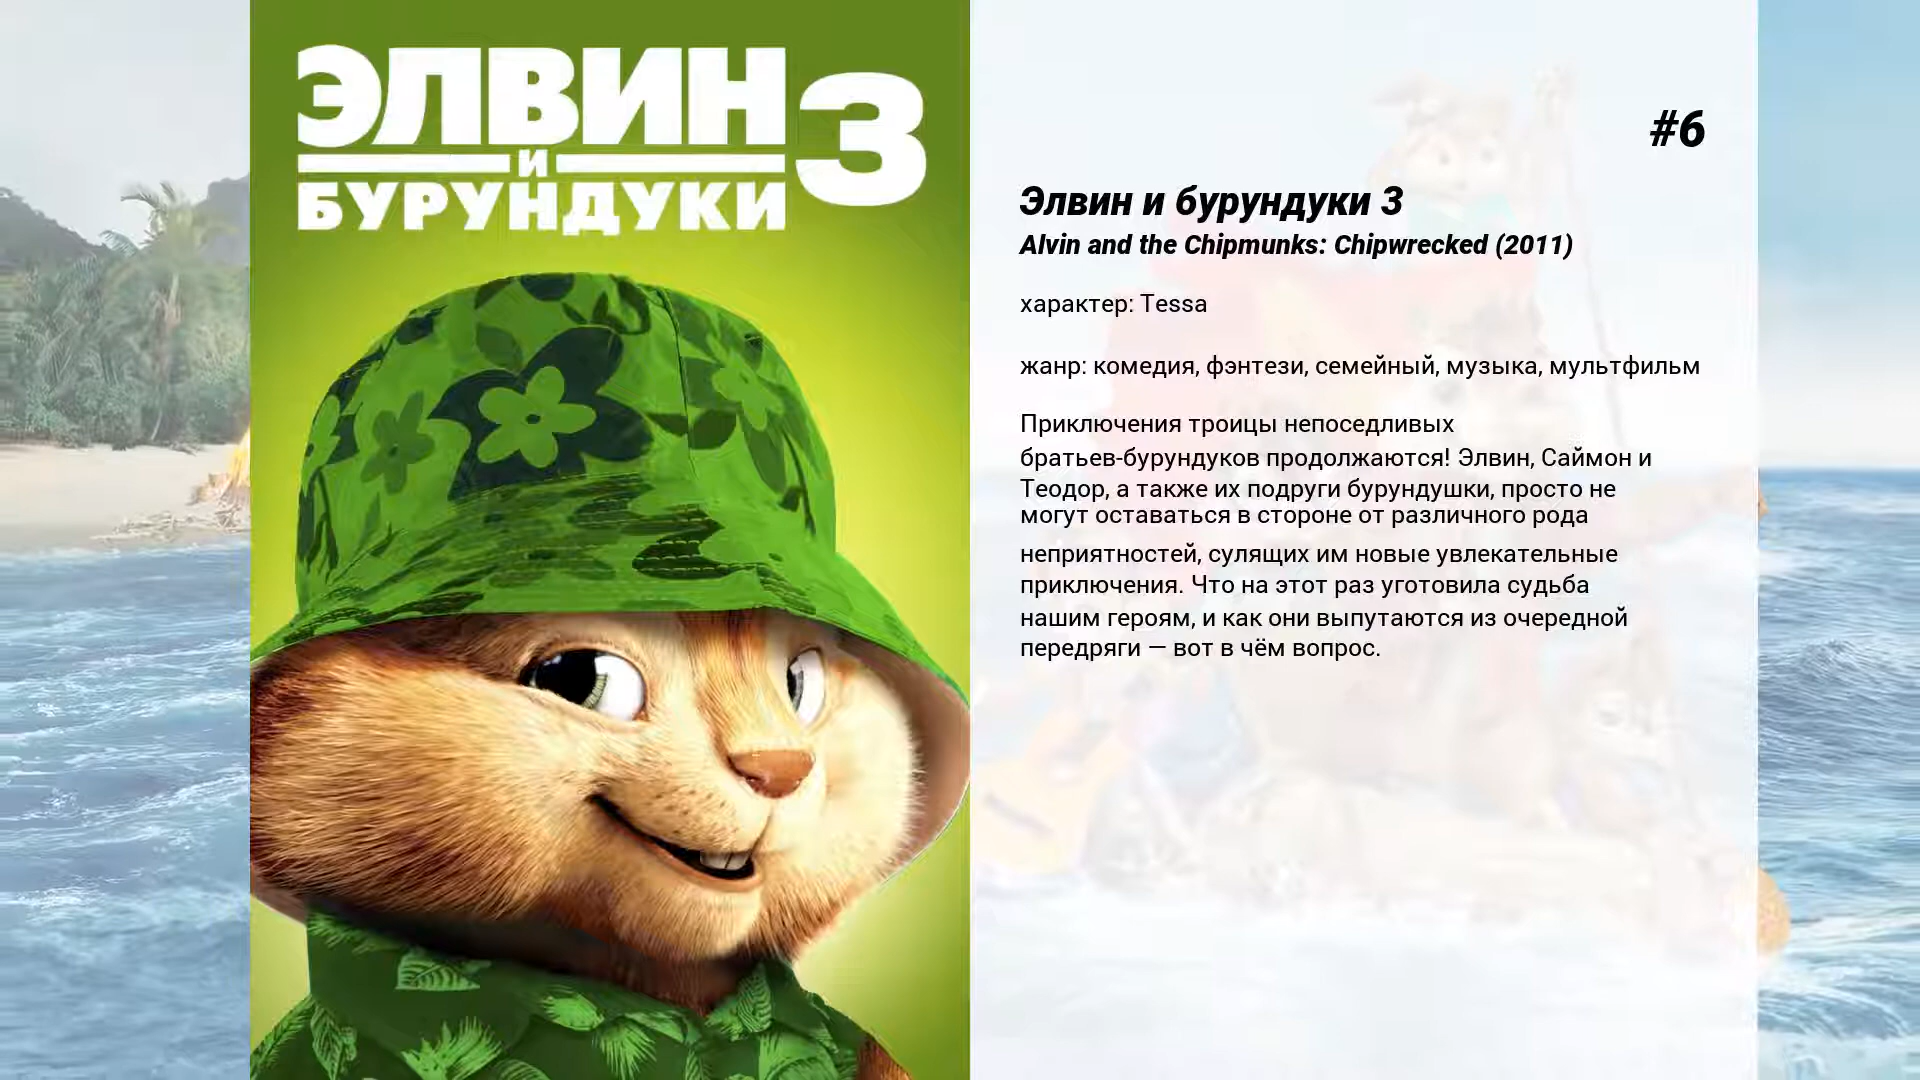 ЭЛВИН
И
БУРУНДУКИ
3
#6
Элвин и бурундуки 3
Alvin and the Chipmunks: Chipwrecked (2011)
характер: Tessa
жанр: комедия, фэнтези, семейный, музыка, мультфильм
Приключения троицы непоседливых
братьев-бурундуков продолжаются! Элвин, Саймон и
Теодор, а также их подруги бурундушки, просто не
могут оставаться в стороне от различного рода
неприятностей, сулящих им новые увлекательные
приключения. Что на этот раз уготовила судьба
нашим героям, и как они выпутаются из очередной
передряги — вот в чём вопрос.